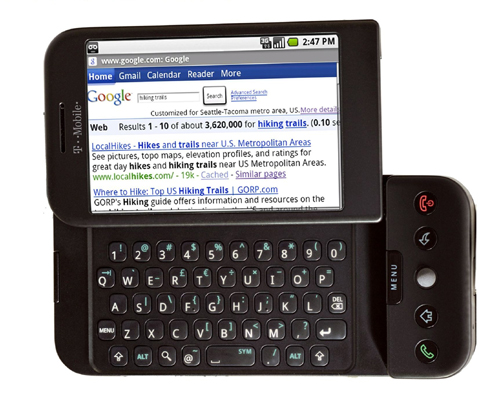 3G 2:47 PM
www.google.com: Google
Home Gmail Calendar Reader More
Google hiking trails Search Advanced Search
Preferences
Customized for Seattle-Tacoma metro area, US. More details
Web Results 1 - 10 of about 3,620,000 for hiking trails. (0.10 se
LocalHikes - Hikes and trails near U.S. Metropolitan Areas
See pictures, topo maps, elevation profiles, and ratings for
great day hikes and hiking trails near US Metropolitan Areas.
www.localhikes.com/ - 19k - Cached - Similar pages
Where to Hike: Top US Hiking Trails | GORP.com
GORP's Hiking guide offers information and resources on the
T··Mobile·
MENU
1 ! 2 @ 3 # 4 $ 5 % 6 ^ 7 & 8 * 9 ( 0 )
Q W E R T Y U I O P
A S D F G H J K L DEL
MENU Z X C V B N M , ?
ALT @ SYM . / ALT